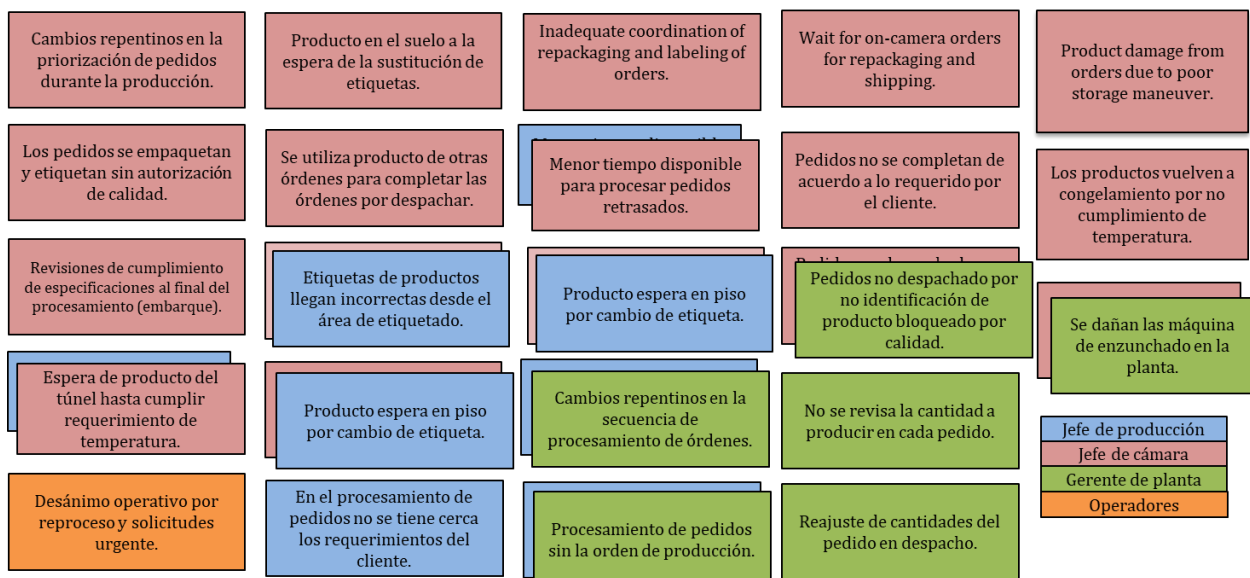 Cambios repentinos en la
priorización de pedidos
durante la producción.
Producto en el suelo a la
espera de la sustitución de
etiquetas.
Inadequate coordination of
repackaging and labeling of
orders.
Wait for on-camera orders
for repackaging and
shipping.
Product damage from
orders due to poor
storage maneuver.
Los pedidos se empaquetan
y etiquetan sin autorización
de calidad.
Se utiliza producto de otras
órdenes para completar las
órdenes por despachar.
Menor tiempo disponible
para procesar pedidos
retrasados.
Pedidos no se completan de
acuerdo a lo requerido por
el cliente.
Los productos vuelven a
congelamiento por no
cumplimiento de
temperatura.
Revisiones de cumplimiento
de especificaciones al final del
procesamiento (embarque).
Etiquetas de productos
llegan incorrectas desde el
área de etiquetado.
Producto espera en piso
por cambio de etiqueta.
Pedidos no despachado por
no identificación de
producto bloqueado por
calidad.
Se dañan las máquina
de enzunchado en la
planta.
Espera de producto del
túnel hasta cumplir
requerimiento de
temperatura.
Producto espera en piso
por cambio de etiqueta.
Cambios repentinos en la
secuencia de
procesamiento de órdenes.
No se revisa la cantidad a
producir en cada pedido.
Jefe de producción
Jefe de cámara
Gerente de planta
Operadores
Desánimo operativo por
reproceso y solicitudes
urgente.
En el procesamiento de
pedidos no se tiene cerca
los requerimientos del
cliente.
Procesamiento de pedidos
sin la orden de producción.
Reajuste de cantidades del
pedido en despacho.